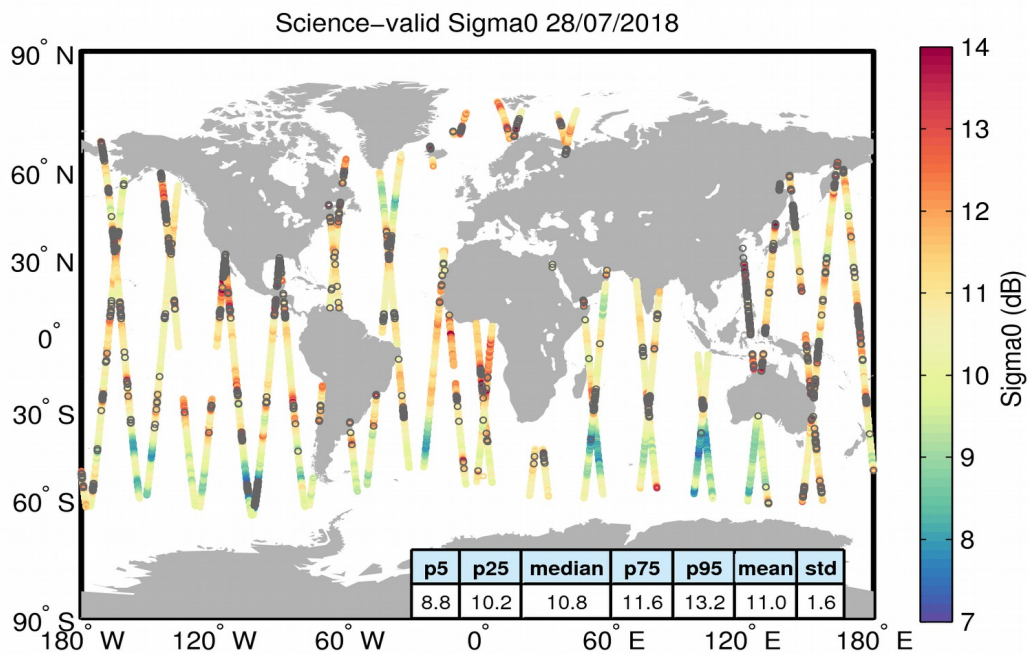 Science−valid Sigma0 28/07/2018
90° N
60° N
30° N
0°
30° S
60° S
90° S
180° W
120° W
60° W
0°
60° E
120° E
180° E
14
13
12
11
10
9
8
7
Sigma0 (dB)
p5 p25 median p75 p95 mean std
8.8 10.2 10.8 11.6 13.2 11.0 1.6